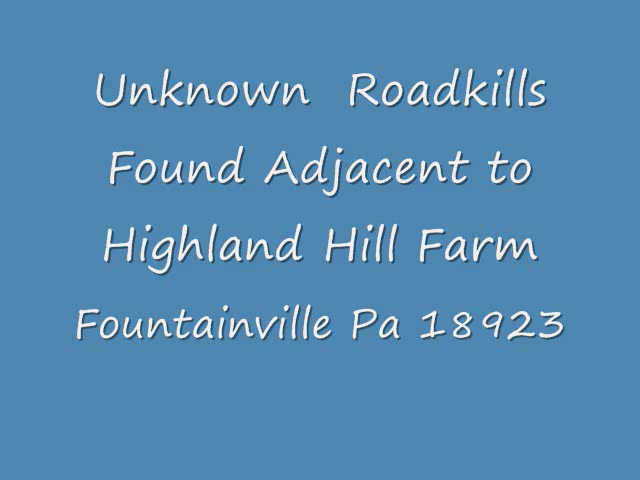 Unknown Roadkills
Found Adjacent to
Highland Hill Farm
Fountainville Pa 18923